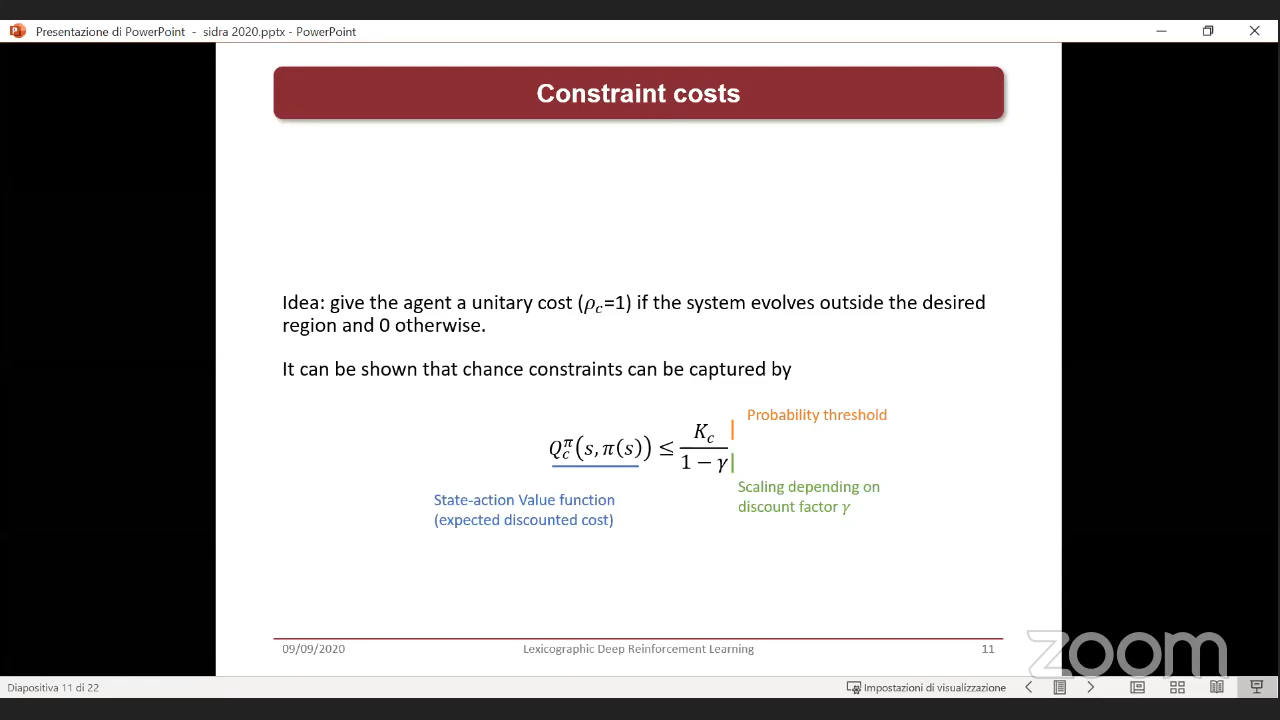 Presentazione di PowerPoint - sidra 2020.pptx - PowerPoint
Constraint costs
Idea: give the agent a unitary cost (ρ_c=1) if the system evolves outside the desired
region and 0 otherwise.
It can be shown that chance constraints can be captured by
Probability threshold
Q_c^π(s, π(s)) ≤ K_c / (1 − γ)
Scaling depending on
discount factor γ
State-action Value function
(expected discounted cost)
09/09/2020 Lexicographic Deep Reinforcement Learning 11
zoom
Diapositiva 11 di 22 Impostazioni di visualizzazione